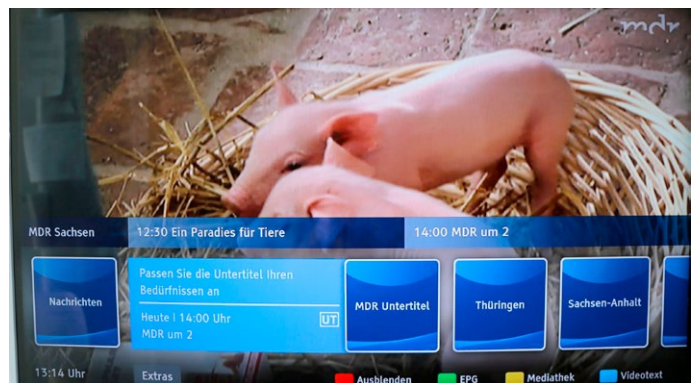 mdr
MDR Sachsen
12:30 Ein Paradies für Tiere
14:00 MDR um 2
Nachrichten
Passen Sie die Untertitel Ihren
Bedürfnissen an
Heute | 14:00 Uhr
UT
MDR um 2
MDR Untertitel
Thüringen
Sachsen-Anhalt
13:14 Uhr
Extras
Ausblenden
EPG
Mediathek
Videotext